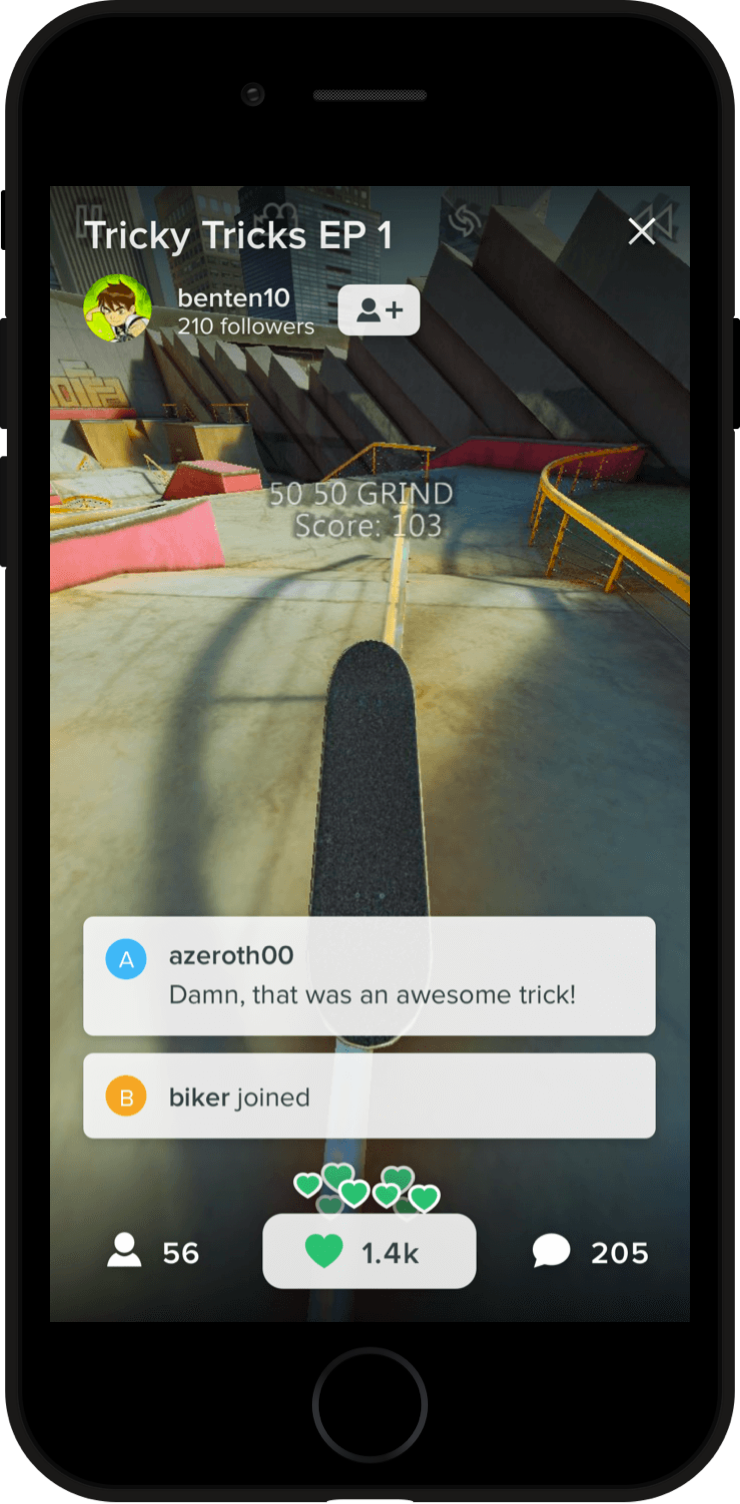 Tricky Tricks EP 1
benten10
210 followers
50 50 GRIND
Score: 103
A
azeroth00
Damn, that was an awesome trick!
B
biker joined
56
1.4k
205